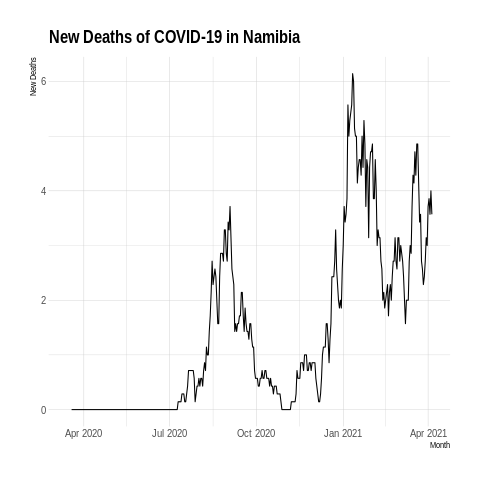 New Deaths of COVID-19 in Namibia
New Deaths
6
4
2
0
Apr 2020 Jul 2020 Oct 2020 Jan 2021 Apr 2021
Month